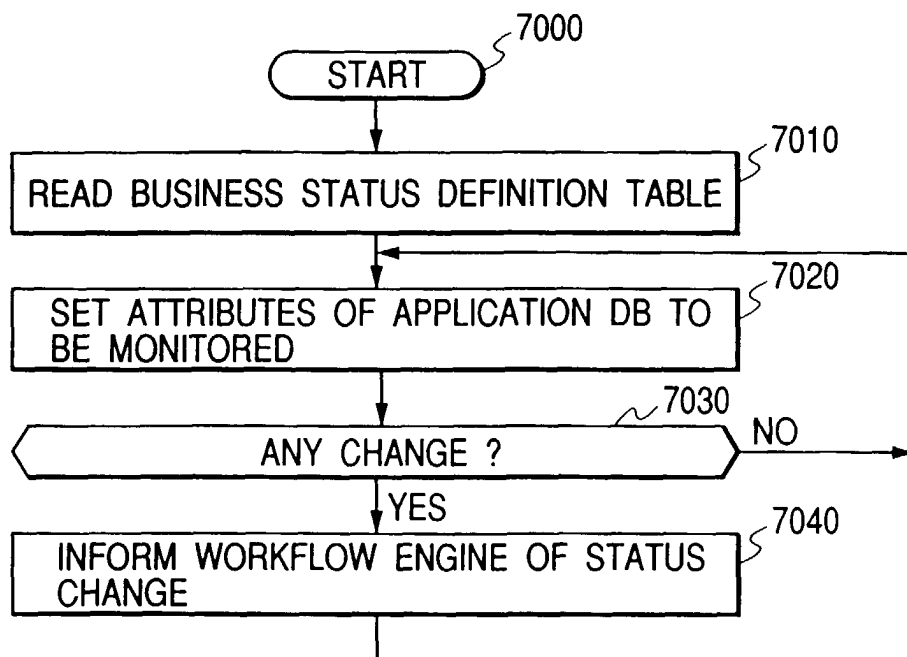 7000
START
7010
READ BUSINESS STATUS DEFINITION TABLE
7020
SET ATTRIBUTES OF APPLICATION DB TO
BE MONITORED
7030
ANY CHANGE ?
NO
YES
7040
INFORM WORKFLOW ENGINE OF STATUS
CHANGE